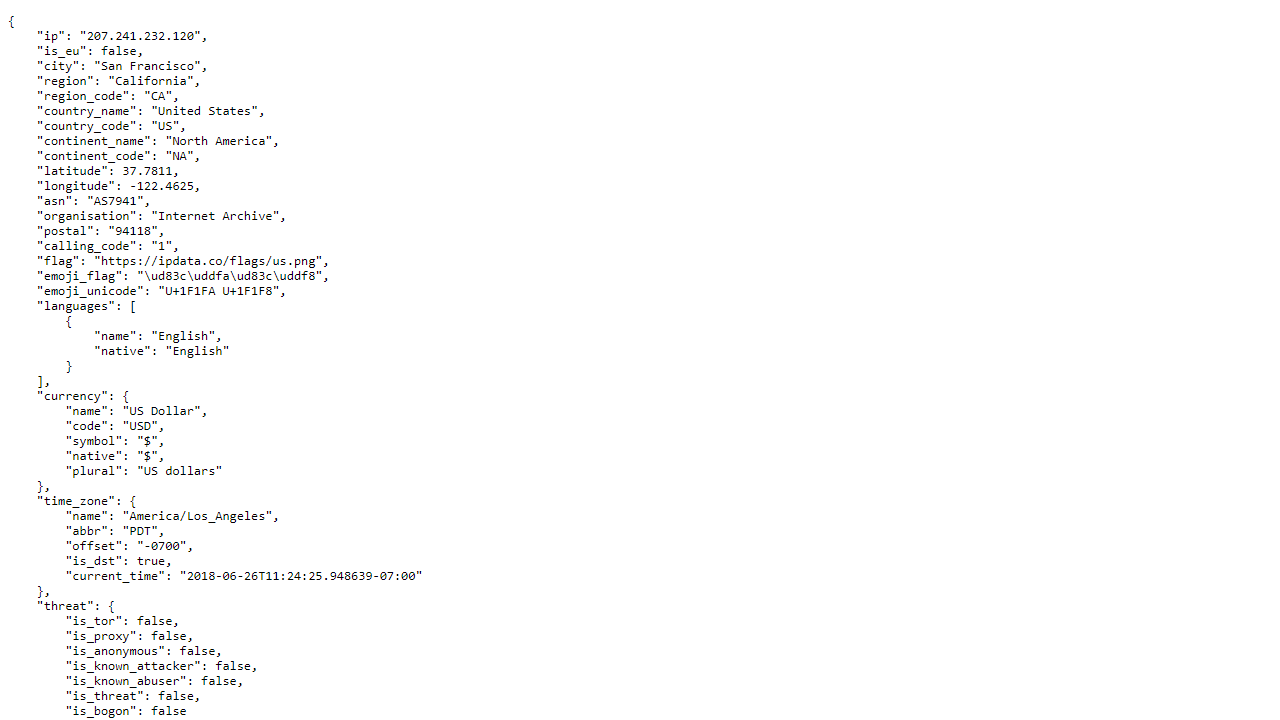 {
    "ip": "207.241.232.120",
    "is_eu": false,
    "city": "San Francisco",
    "region": "California",
    "region_code": "CA",
    "country_name": "United States",
    "country_code": "US",
    "continent_name": "North America",
    "continent_code": "NA",
    "latitude": 37.7811,
    "longitude": -122.4625,
    "asn": "AS7941",
    "organisation": "Internet Archive",
    "postal": "94118",
    "calling_code": "1",
    "flag": "https://ipdata.co/flags/us.png",
    "emoji_flag": "\ud83c\uddfa\ud83c\uddf8",
    "emoji_unicode": "U+1F1FA U+1F1F8",
    "languages": [
        {
            "name": "English",
            "native": "English"
        }
    ],
    "currency": {
        "name": "US Dollar",
        "code": "USD",
        "symbol": "$",
        "native": "$",
        "plural": "US dollars"
    },
    "time_zone": {
        "name": "America/Los_Angeles",
        "abbr": "PDT",
        "offset": "-0700",
        "is_dst": true,
        "current_time": "2018-06-26T11:24:25.948639-07:00"
    },
    "threat": {
        "is_tor": false,
        "is_proxy": false,
        "is_anonymous": false,
        "is_known_attacker": false,
        "is_known_abuser": false,
        "is_threat": false,
        "is_bogon": false